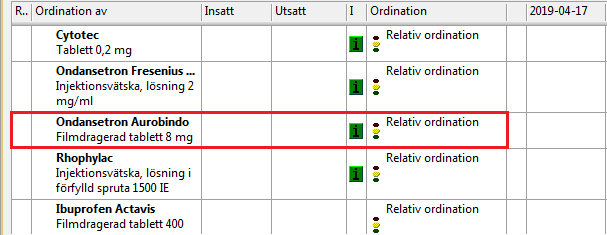 R.. Ordination av Insatt Utsatt I Ordination 2019-04-17
Cytotec Relativ ordination
Tablett 0,2 mg
Ondansetron Fresenius ... Relativ ordination
Injektionsvätska, lösning 2
mg/ml
Ondansetron Aurobindo Relativ ordination
Filmdragerad tablett 8 mg
Rhophylac Relativ ordination
Injektionsvätska, lösning i
förfylld spruta 1500 IE
Ibuprofen Actavis Relativ ordination
Filmdragerad tablett 400